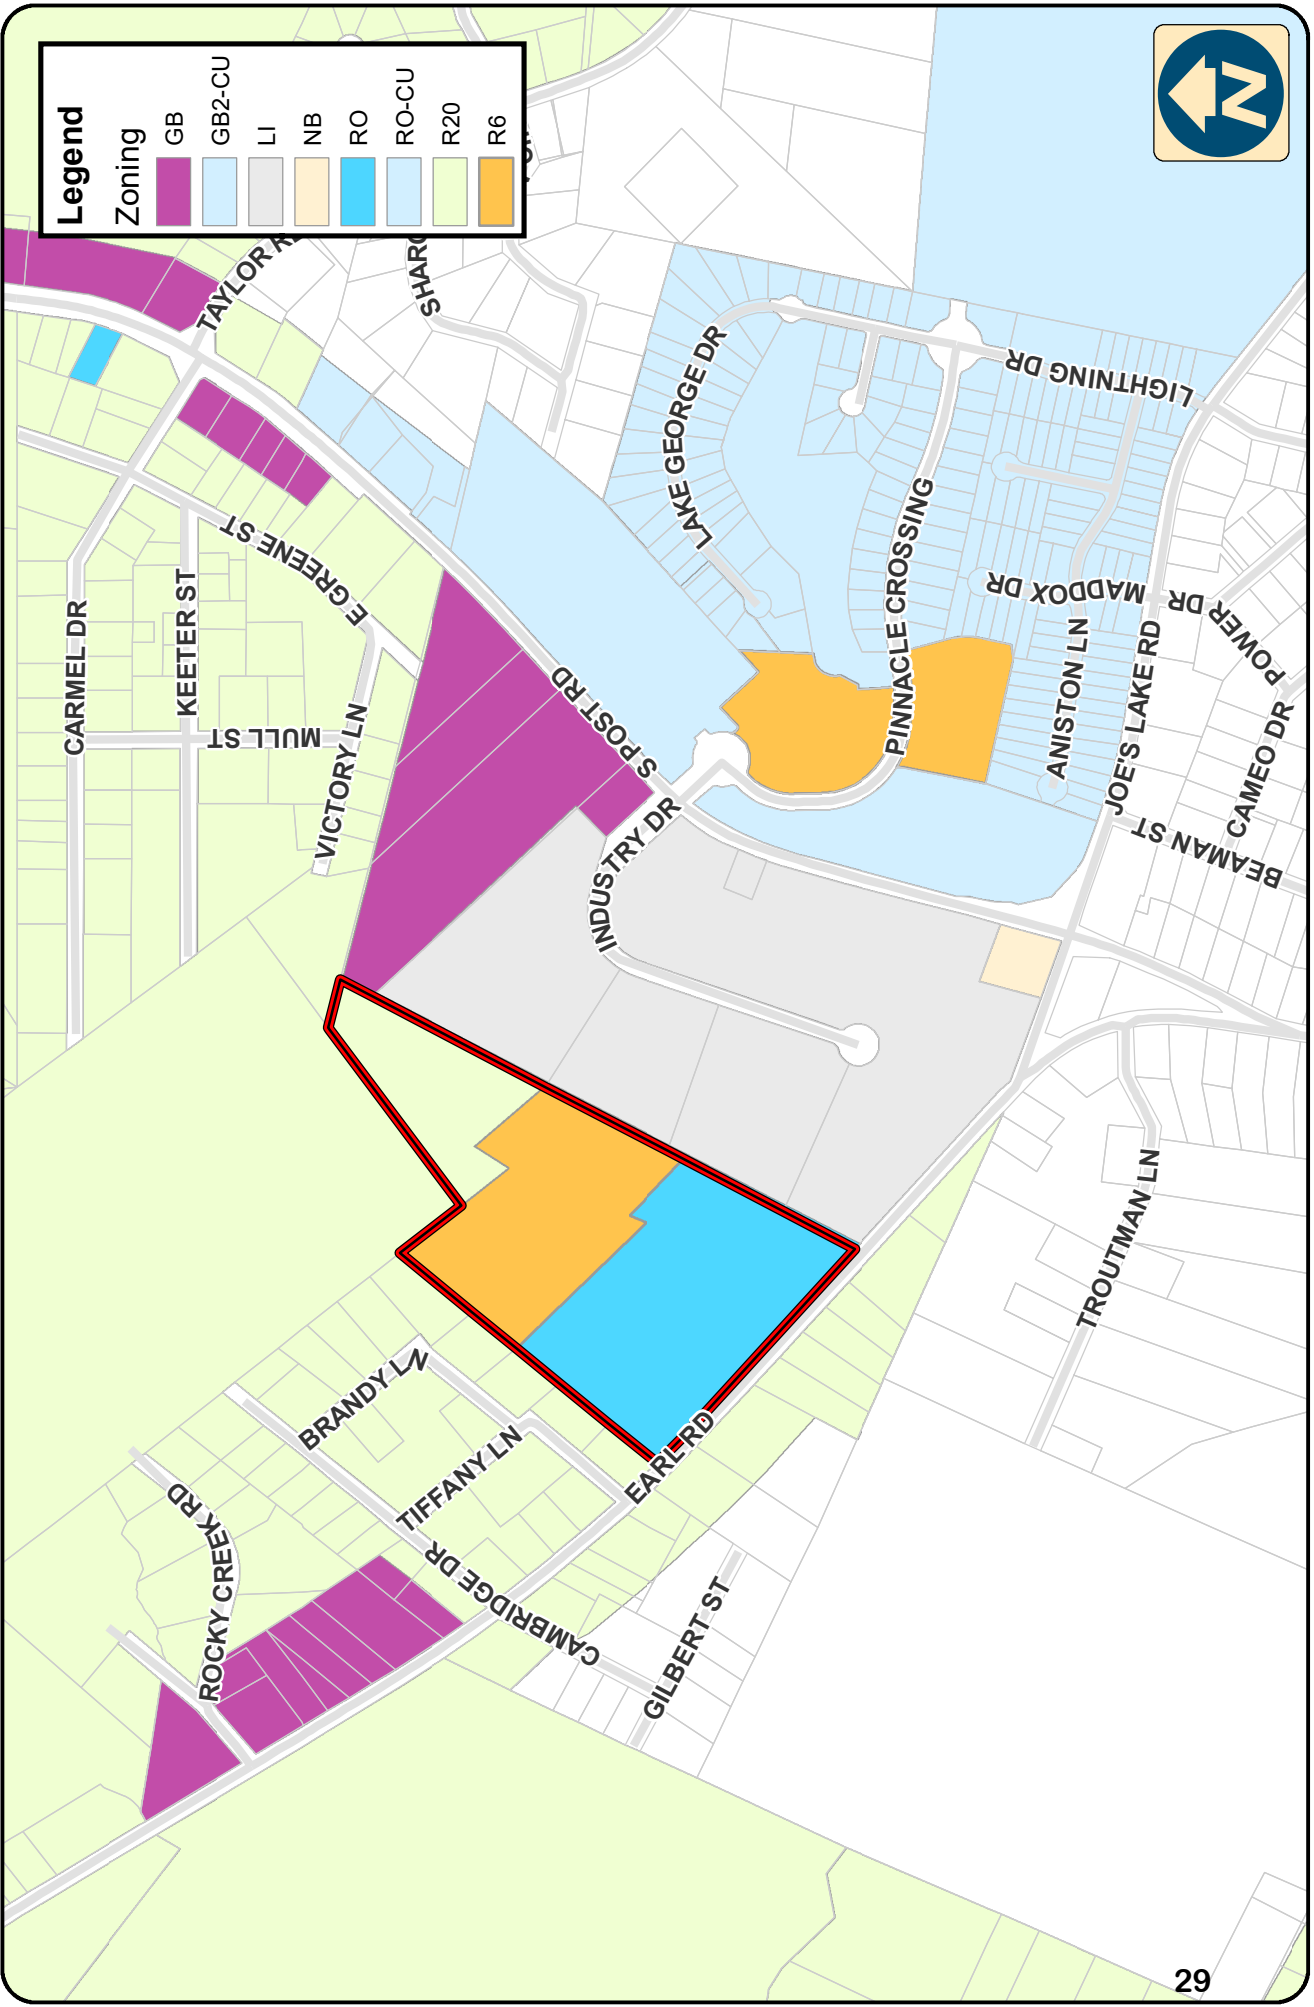 Legend
Zoning
GB
GB2-CU
LI
NB
RO
RO-CU
R20
R6
N
TAYLOR R
SHARO
LAKE GEORGE DR
LIGHTNING DR
PINNACLE CROSSING
MADDOX DR
ANISTON LN
JOE'S LAKE RD
POWER DR
CAMEO DR
BEAMAN ST
CARMEL DR
KEETER ST
E GREENE ST
MULL ST
VICTORY LN
S POST RD
INDUSTRY DR
TROUTMAN LN
BRANDY LN
TIFFANY LN
EARL RD
ROCKY CREEK RD
CAMBRIDGE DR
GILBERT ST
29